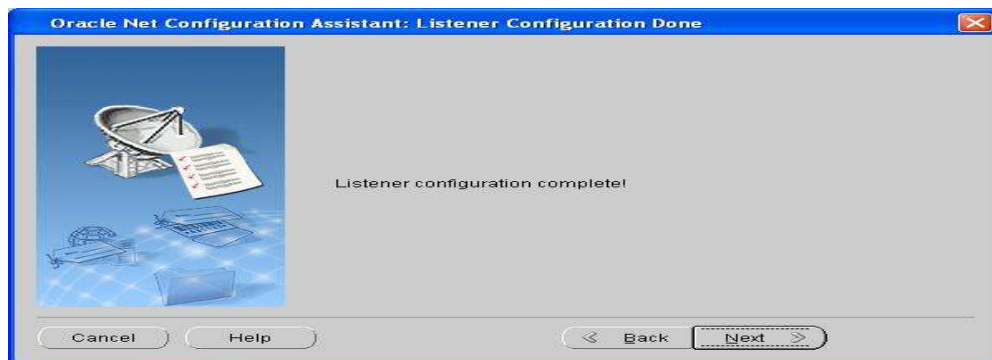 Oracle Net Configuration Assistant: Listener Configuration Done
Listener configuration complete!
Cancel
Help
Back
Next